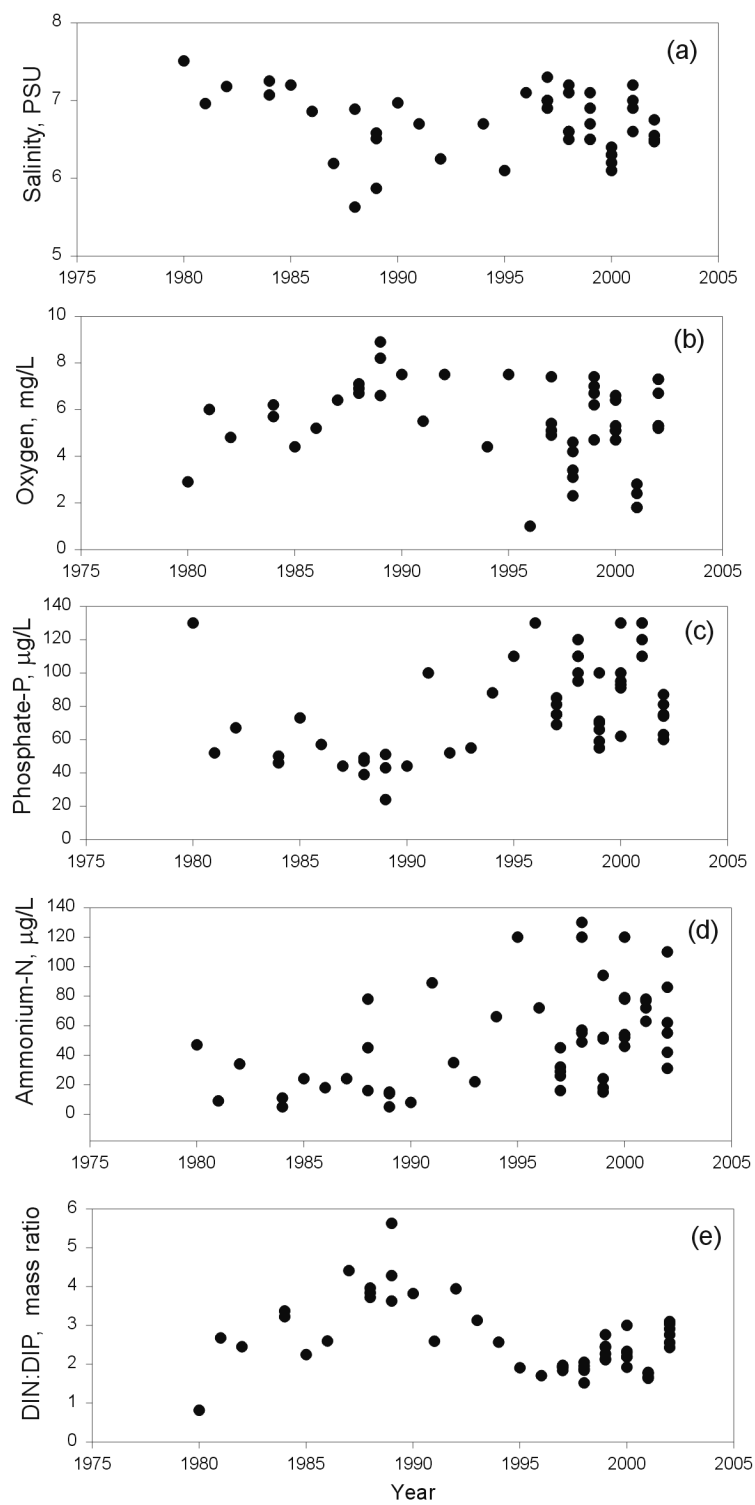 (a)
Salinity, PSU
8
7
6
5
1975 1980 1985 1990 1995 2000 2005
(b)
Oxygen, mg/L
10
8
6
4
2
0
1975 1980 1985 1990 1995 2000 2005
(c)
Phosphate-P, µg/L
140
120
100
80
60
40
20
0
1975 1980 1985 1990 1995 2000 2005
(d)
Ammonium-N, µg/L
140
120
100
80
60
40
20
0
1975 1980 1985 1990 1995 2000 2005
(e)
DIN:DIP, mass ratio
6
5
4
3
2
1
0
1975 1980 1985 1990 1995 2000 2005
Year